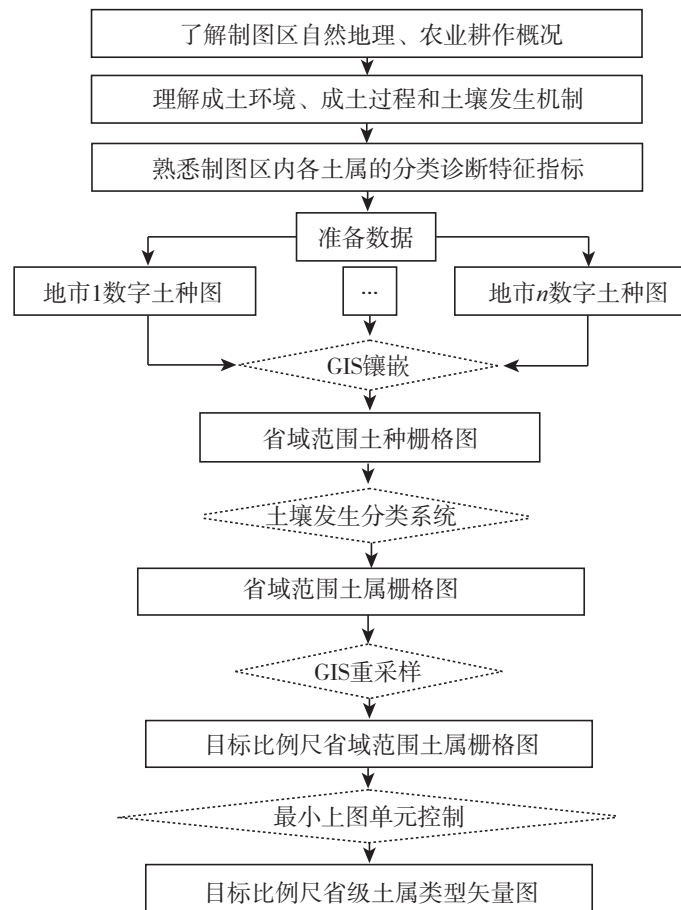 了解制图区自然地理、农业耕作概况
理解成土环境、成土过程和土壤发生机制
熟悉制图区内各土属的分类诊断特征指标
准备数据
地市1数字土种图
...
地市n数字土种图
GIS镶嵌
省域范围土种栅格图
土壤发生分类系统
省域范围土属栅格图
GIS重采样
目标比例尺省域范围土属栅格图
最小上图单元控制
目标比例尺省级土属类型矢量图